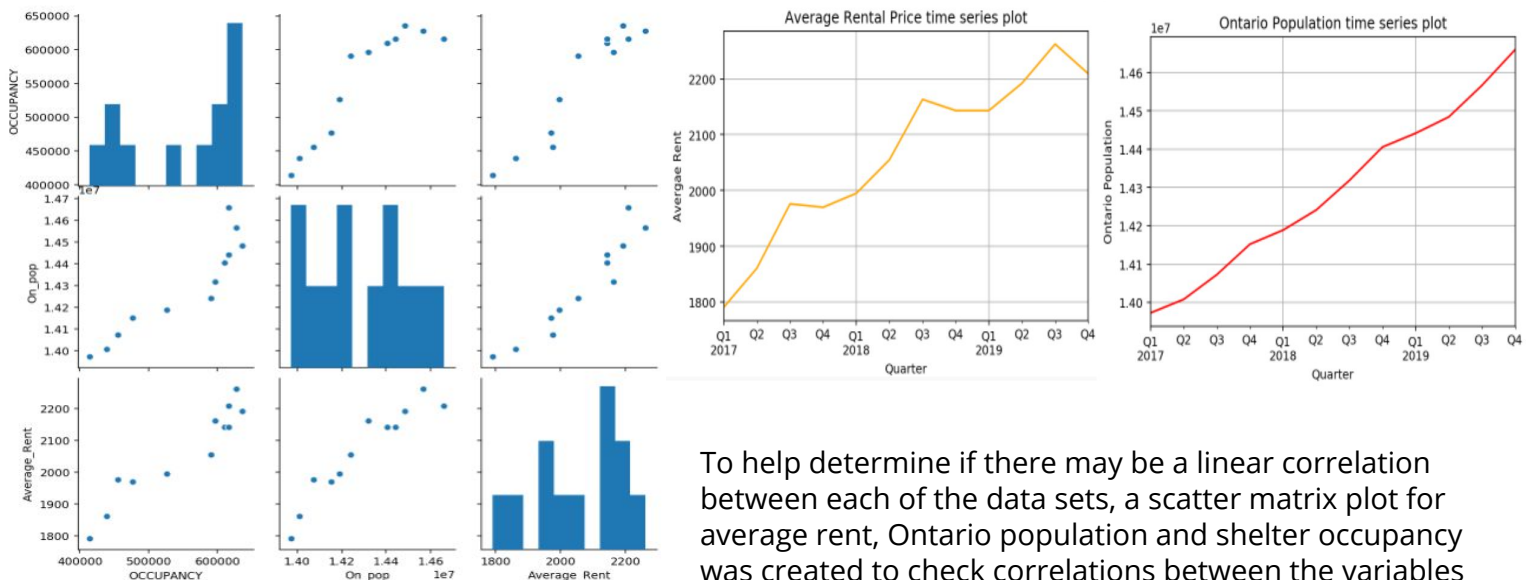 650000
600000
550000
500000
450000
400000
OCCUPANCY
1e7
1.47
1.46
1.45
1.44
1.43
1.42
1.41
1.40
On_pop
2200
2100
2000
1900
1800
Average_Rent
400000 500000 600000
OCCUPANCY
1.40 1.42 1.44 1.46
On_pop 1e7
1800 2000 2200
Average_Rent
Average Rental Price time series plot
2200
2100
2000
1900
1800
Avergae Rent
Q1 Q2 Q3 Q4 Q1 Q2 Q3 Q4 Q1 Q2 Q3 Q4
2017 2018 2019
Quarter
Ontario Population time series plot
1e7
1.46
1.45
1.44
1.43
1.42
1.41
1.40
Ontario Population
Q1 Q2 Q3 Q4 Q1 Q2 Q3 Q4 Q1 Q2 Q3 Q4
2017 2018 2019
Quarter
To help determine if there may be a linear correlation
between each of the data sets, a scatter matrix plot for
average rent, Ontario population and shelter occupancy
was created to check correlations between the variables